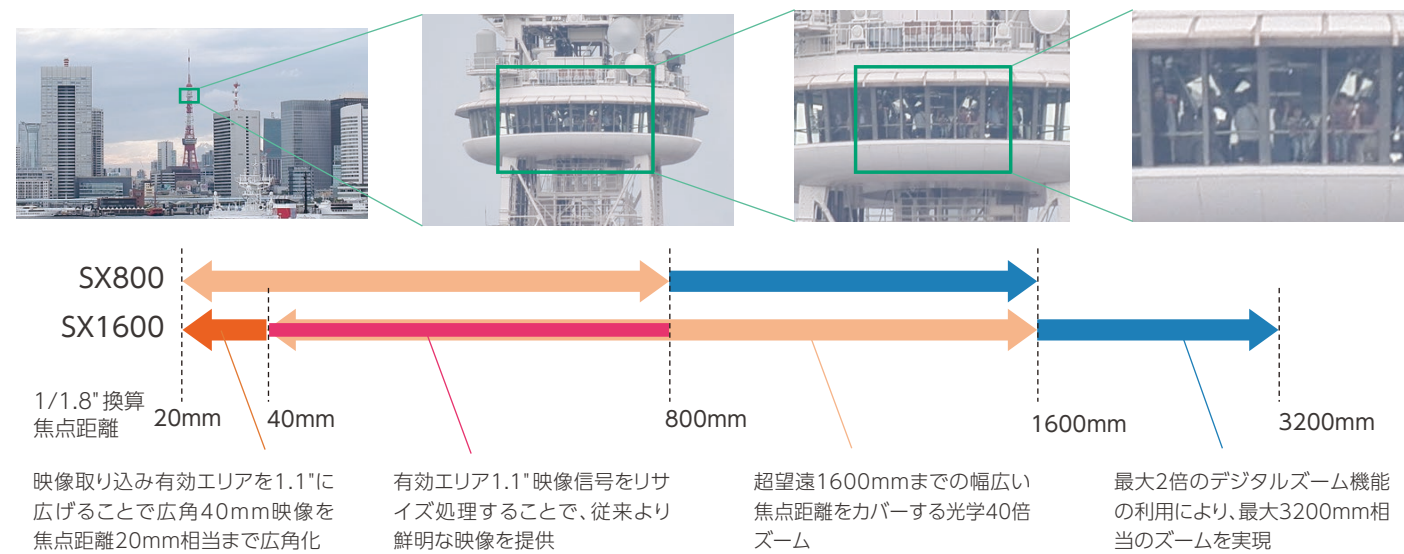 SX800
SX1600
1/1.8"換算
焦点距離
20mm
40mm
800mm
1600mm
3200mm
映像取り込み有効エリアを1.1"に
広げることで広角40mm映像を
焦点距離20mm相当まで広角化
有効エリア1.1"映像信号をリサ
イズ処理することで、従来より
鮮明な映像を提供
超望遠1600mmまでの幅広い
焦点距離をカバーする光学40倍
ズーム
最大2倍のデジタルズーム機能
の利用により、最大3200mm相
当のズームを実現